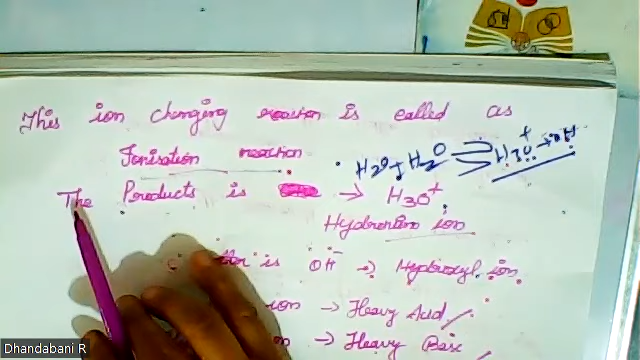 This ion changing reaction is called as
Ionisation reaction
H2O + H2O → H3O+ + OH
The Products is → H3O+
Hydronium ion
is OH- → Hydroxyl ion
ion → Heavy Acid
ion → Heavy Base
Dhandabani R